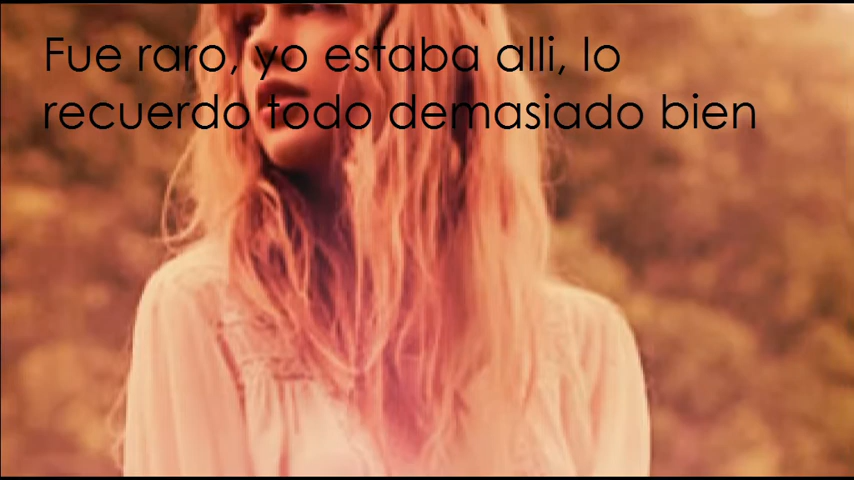 Fue raro, yo estaba alli, lo
recuerdo todo demasiado bien